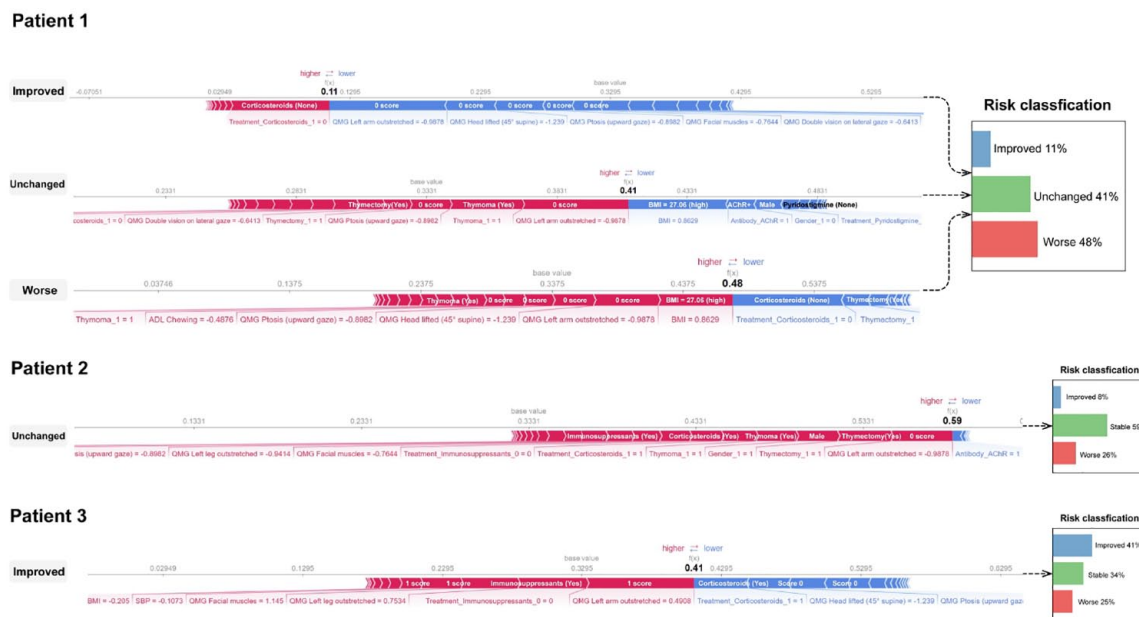 Patient 1
higher ⇄ lower
f(x)
base value
Improved
-0.07051 0.02949 0.11 0.1295 0.2295 0.3295 0.4295 0.5295
Corticosteroids (None) 0 score 0 score 0 score 0 score 0 score
Treatment_Corticosteroids_1 = 0 QMG Left arm outstretched = -0.9878 QMG Head lifted (45° supine) = -1.239 QMG Ptosis (upward gaze) = -0.8982 QMG Facial muscles = -0.7644 QMG Double vision on lateral gaze = -0.6413
Risk classfication
Improved 11%
Unchanged 41%
Worse 48%
higher ⇄ lower
base value f(x)
Unchanged
0.2331 0.2831 0.3331 0.3831 0.41 0.4331 0.4831
Thymectomy(Yes) 0 score Thymoma (Yes) 0 score BMI = 27.06 (high) AChR+ Male Pyridostigmine (None)
costeroids_1 = 0 QMG Double vision on lateral gaze = -0.6413 Thymectomy_1 = 1 QMG Ptosis (upward gaze) = -0.8982 Thymoma_1 = 1 QMG Left arm outstretched = -0.9878 BMI = 0.8629 Antibody_AChR = 1 Gender_1 = 0 Treatment_Pyridostigmine_
higher ⇄ lower
base value f(x)
Worse
0.03746 0.1375 0.2375 0.3375 0.4375 0.48 0.5375
Thymoma (Yes) 0 score 0 score 0 score 0 score BMI = 27.06 (high) Corticosteroids (None) Thymectomy(Yes)
Thymoma_1 = 1 ADL Chewing = -0.4876 QMG Ptosis (upward gaze) = -0.8982 QMG Head lifted (45° supine) = -1.239 QMG Left arm outstretched = -0.9878 BMI = 0.8629 Treatment_Corticosteroids_1 = 0 Thymectomy_1
Patient 2
higher ⇄ lower
base value f(x)
Unchanged
0.1331 0.2331 0.3331 0.4331 0.5331 0.59
Immunosuppressants (Yes) Corticosteroids (Yes) Thymoma (Yes) Male Thymectomy(Yes) 0 score
sis (upward gaze) = -0.8982 QMG Left leg outstretched = -0.9414 QMG Facial muscles = -0.7644 Treatment_Immunosuppressants_0 = 0 Treatment_Corticosteroids_1 = 1 Thymoma_1 = 1 Gender_1 = 1 Thymectomy_1 = 1 QMG Left arm outstretched = -0.9878 Antibody_AChR = 1
Risk classfication
Improved 8%
Stable 59
Worse 26%
Patient 3
higher ⇄ lower
base value f(x)
Improved
0.02949 0.1295 0.2295 0.3295 0.41 0.4295 0.5295 0.6295
1 score 1 score Immunosuppressants (Yes) 1 score Corticosteroids (Yes) Score 0 Score 0
BMI = -0.205 SBP = -0.1073 QMG Facial muscles = 1.145 QMG Left leg outstretched = 0.7534 Treatment_Immunosuppressants_0 = 0 QMG Left arm outstretched = 0.4908 Treatment_Corticosteroids_1 = 1 QMG Head lifted (45° supine) = -1.239 QMG Ptosis (upward gaz
Risk classfication
Improved 41%
Stable 34%
Worse 25%